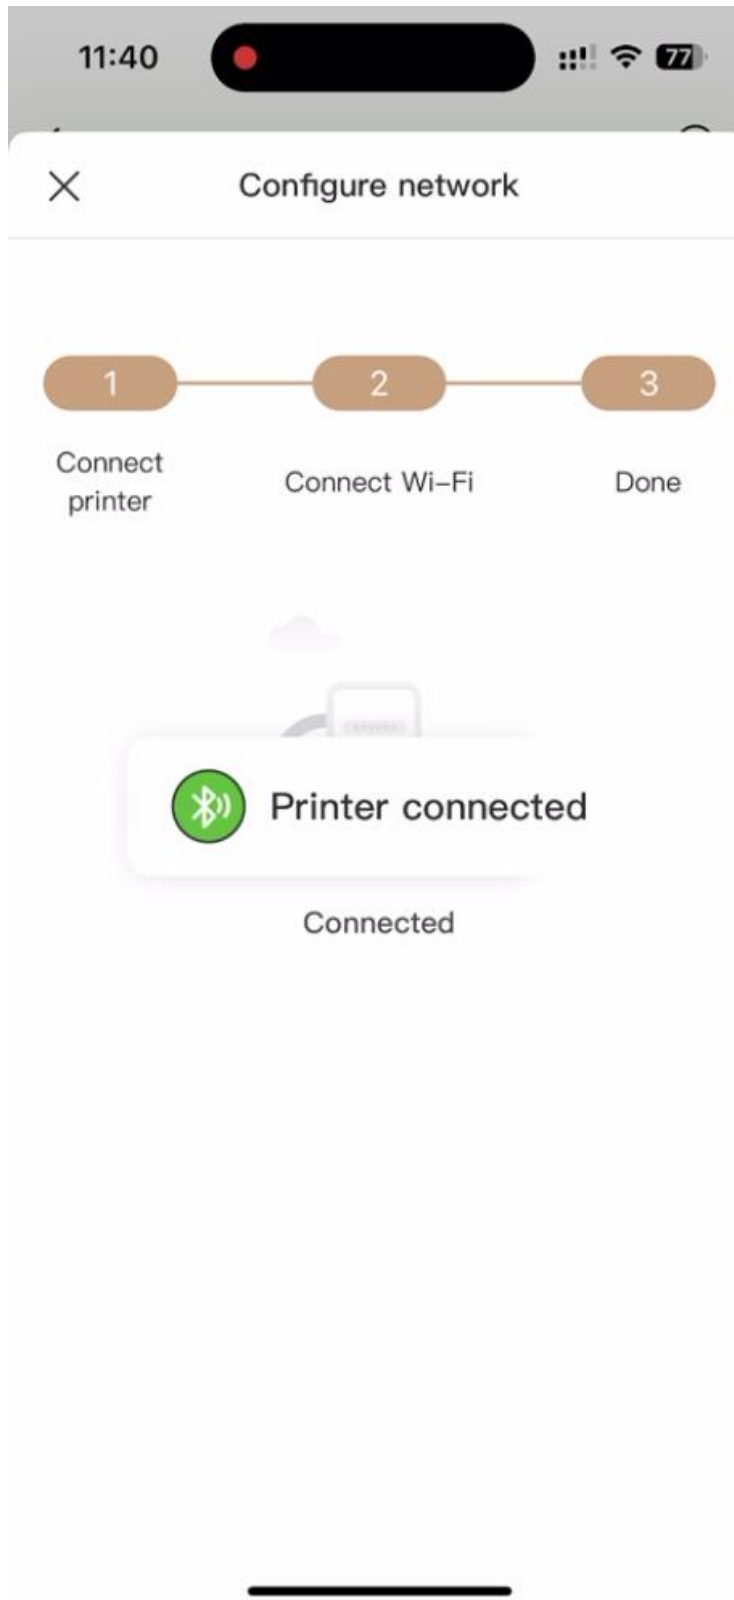 11:40
77
Configure network
1
2
3
Connect
printer
Connect Wi-Fi
Done
Printer connected
Connected